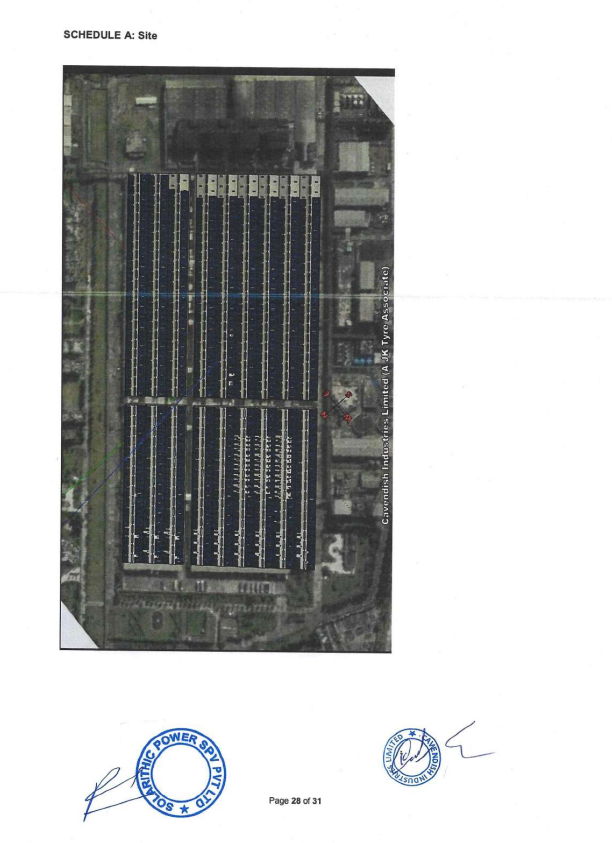 SCHEDULE A: Site
Cavendish Industries Limited (A JK Tyre Associate)
SOLARITHIC POWER SPV PVT LTD
CAVENDISH INDUSTRIES LIMITED
Page 28 of 31